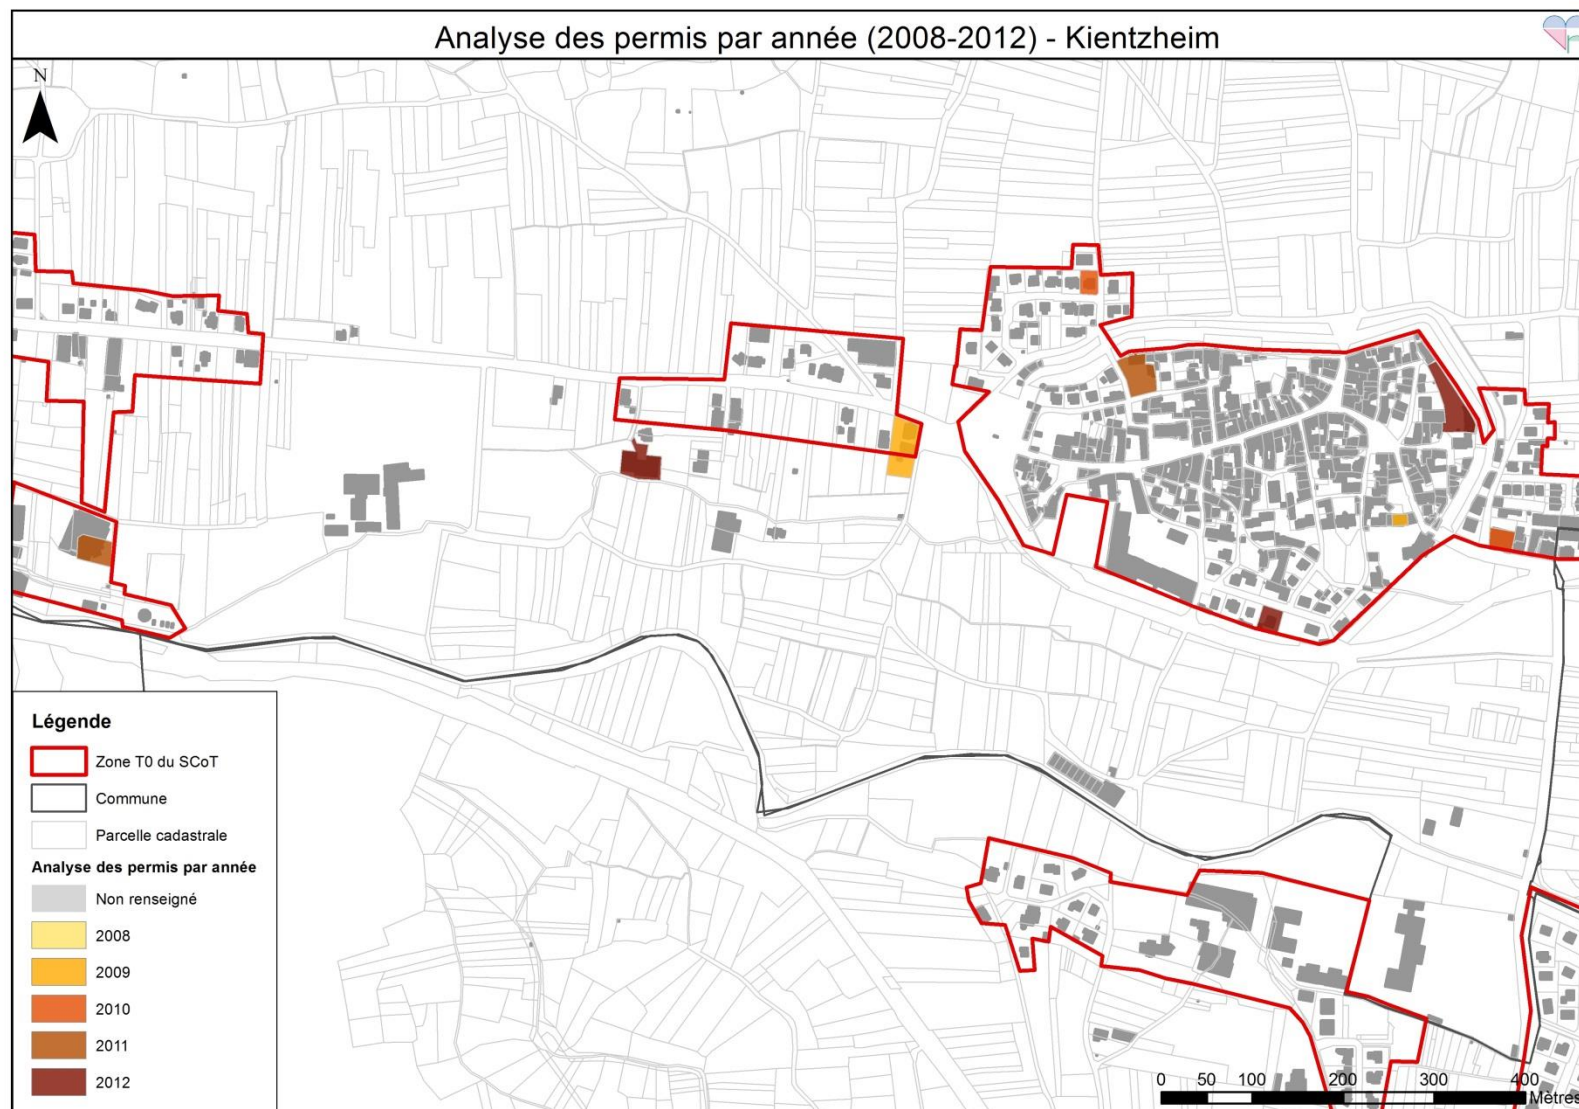 Analyse des permis par année (2008-2012) - Kientzheim
N
Légende
Zone T0 du SCoT
Commune
Parcelle cadastrale
Analyse des permis par année
Non renseigné
2008
2009
2010
2011
2012
0 50 100 200 300 400
Mètres